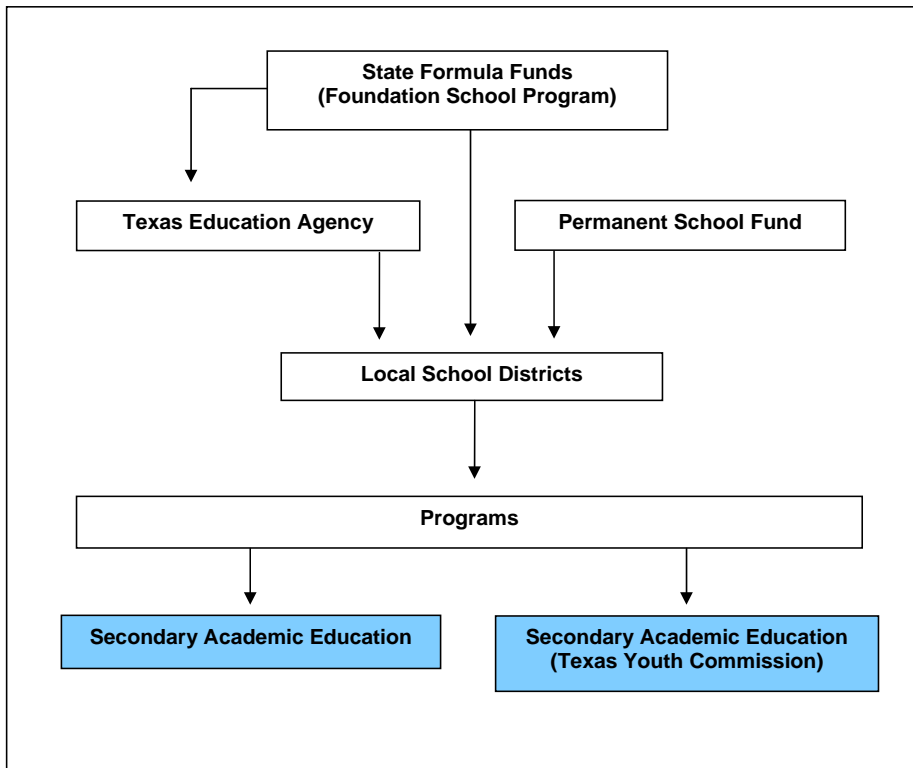 State Formula Funds
(Foundation School Program)
Texas Education Agency
Permanent School Fund
Local School Districts
Programs
Secondary Academic Education
Secondary Academic Education
(Texas Youth Commission)